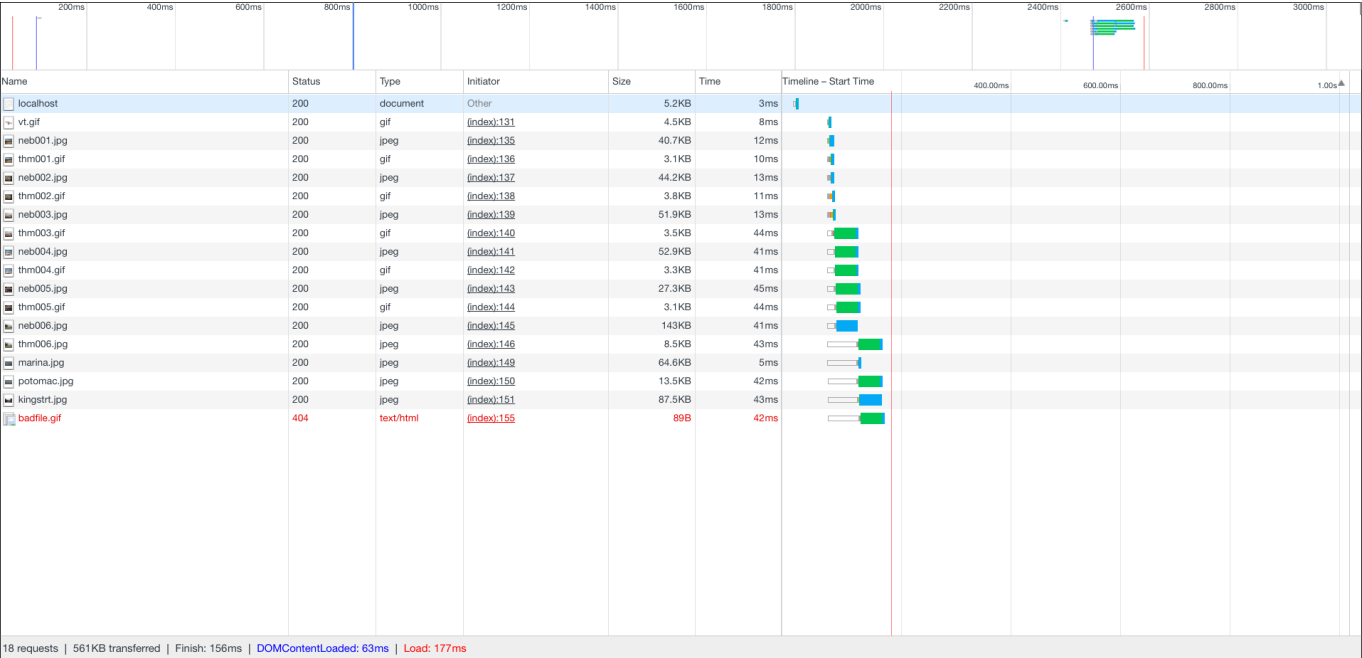 200ms 400ms 600ms 800ms 1000ms 1200ms 1400ms 1600ms 1800ms 2000ms 2200ms 2400ms 2600ms 2800ms 3000ms
Name Status Type Initiator Size Time Timeline – Start Time 400.00ms 600.00ms 800.00ms 1.00s
localhost 200 document Other 5.2KB 3ms
vt.gif 200 gif (index):131 4.5KB 8ms
neb001.jpg 200 jpeg (index):135 40.7KB 12ms
thm001.gif 200 gif (index):136 3.1KB 10ms
neb002.jpg 200 jpeg (index):137 44.2KB 13ms
thm002.gif 200 gif (index):138 3.8KB 11ms
neb003.jpg 200 jpeg (index):139 51.9KB 13ms
thm003.gif 200 gif (index):140 3.5KB 44ms
neb004.jpg 200 jpeg (index):141 52.9KB 41ms
thm004.gif 200 gif (index):142 3.3KB 41ms
neb005.jpg 200 jpeg (index):143 27.3KB 45ms
thm005.gif 200 gif (index):144 3.1KB 44ms
neb006.jpg 200 jpeg (index):145 143KB 41ms
thm006.jpg 200 jpeg (index):146 8.5KB 43ms
marina.jpg 200 jpeg (index):149 64.6KB 5ms
potomac.jpg 200 jpeg (index):150 13.5KB 42ms
kingstrt.jpg 200 jpeg (index):151 87.5KB 43ms
badfile.gif 404 text/html (index):155 89B 42ms
18 requests | 561KB transferred | Finish: 156ms | DOMContentLoaded: 63ms | Load: 177ms